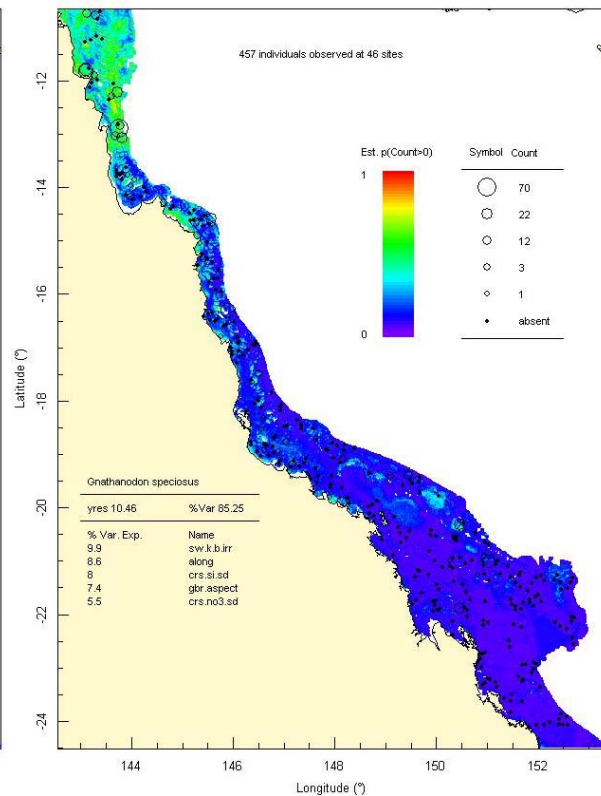 457 individuals observed at 46 sites
Est. p(Count>0)
1
0
Symbol Count
70
22
12
3
1
absent
Gnathanodon speciosus
yres 10.46 %Var 85.25
% Var. Exp. Name
9.9 sw.k.b.irr
8.6 along
8 crs.si.sd
7.4 gbr.aspect
5.5 crs.no3.sd
Latitude (°)
-12
-14
-16
-18
-20
-22
-24
144 146 148 150 152
Longitude (°)